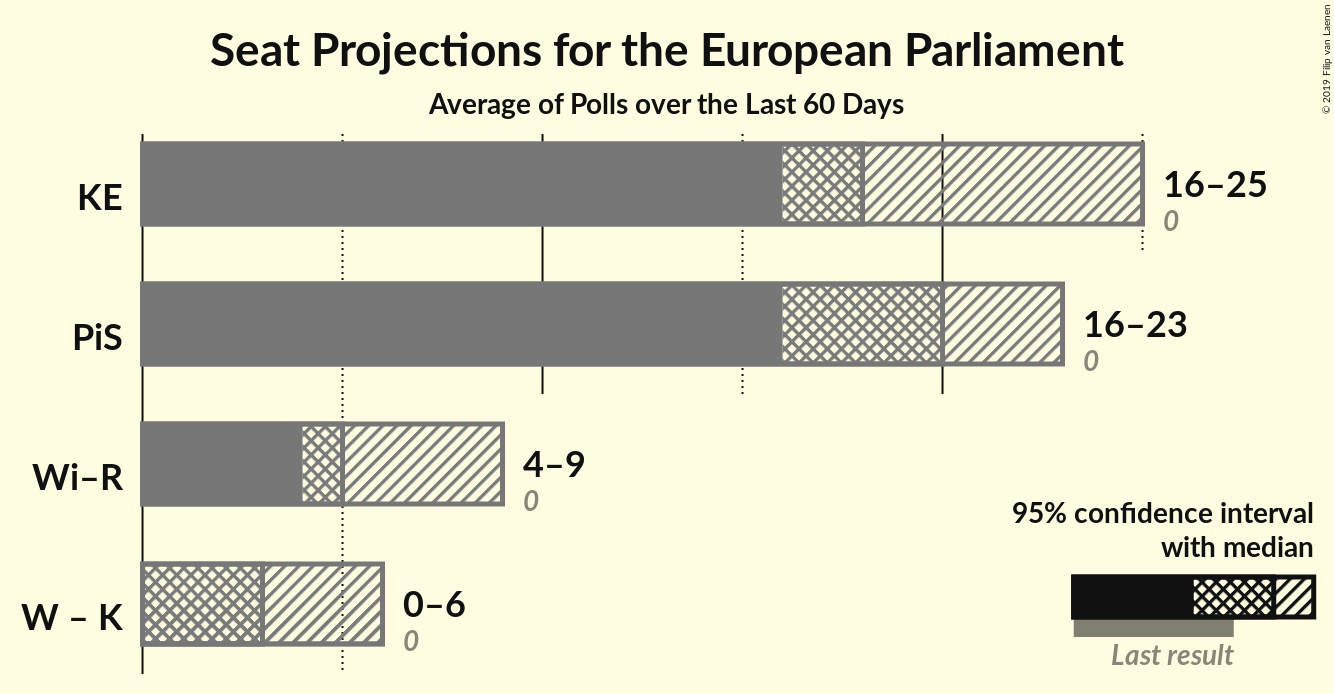 Seat Projections for the European Parliament
Average of Polls over the Last 60 Days
© 2019 Filip van Laenen
KE
16–25
0
PiS
16–23
0
Wi–R
4–9
0
W – K
0–6
0
95% confidence interval
with median
Last result